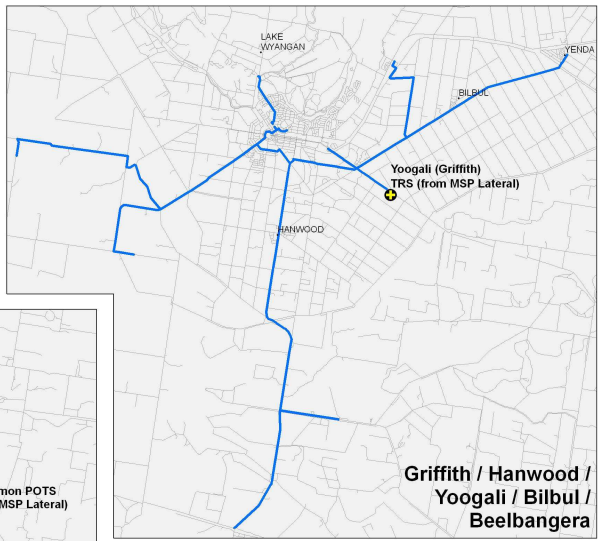 LAKE
WYANGAN
YENDA
BILBUL
Yoogali (Griffith)
TRS (from MSP Lateral)
HANWOOD
mon POTS
MSP Lateral)
Griffith / Hanwood /
Yoogali / Bilbul /
Beelbangera